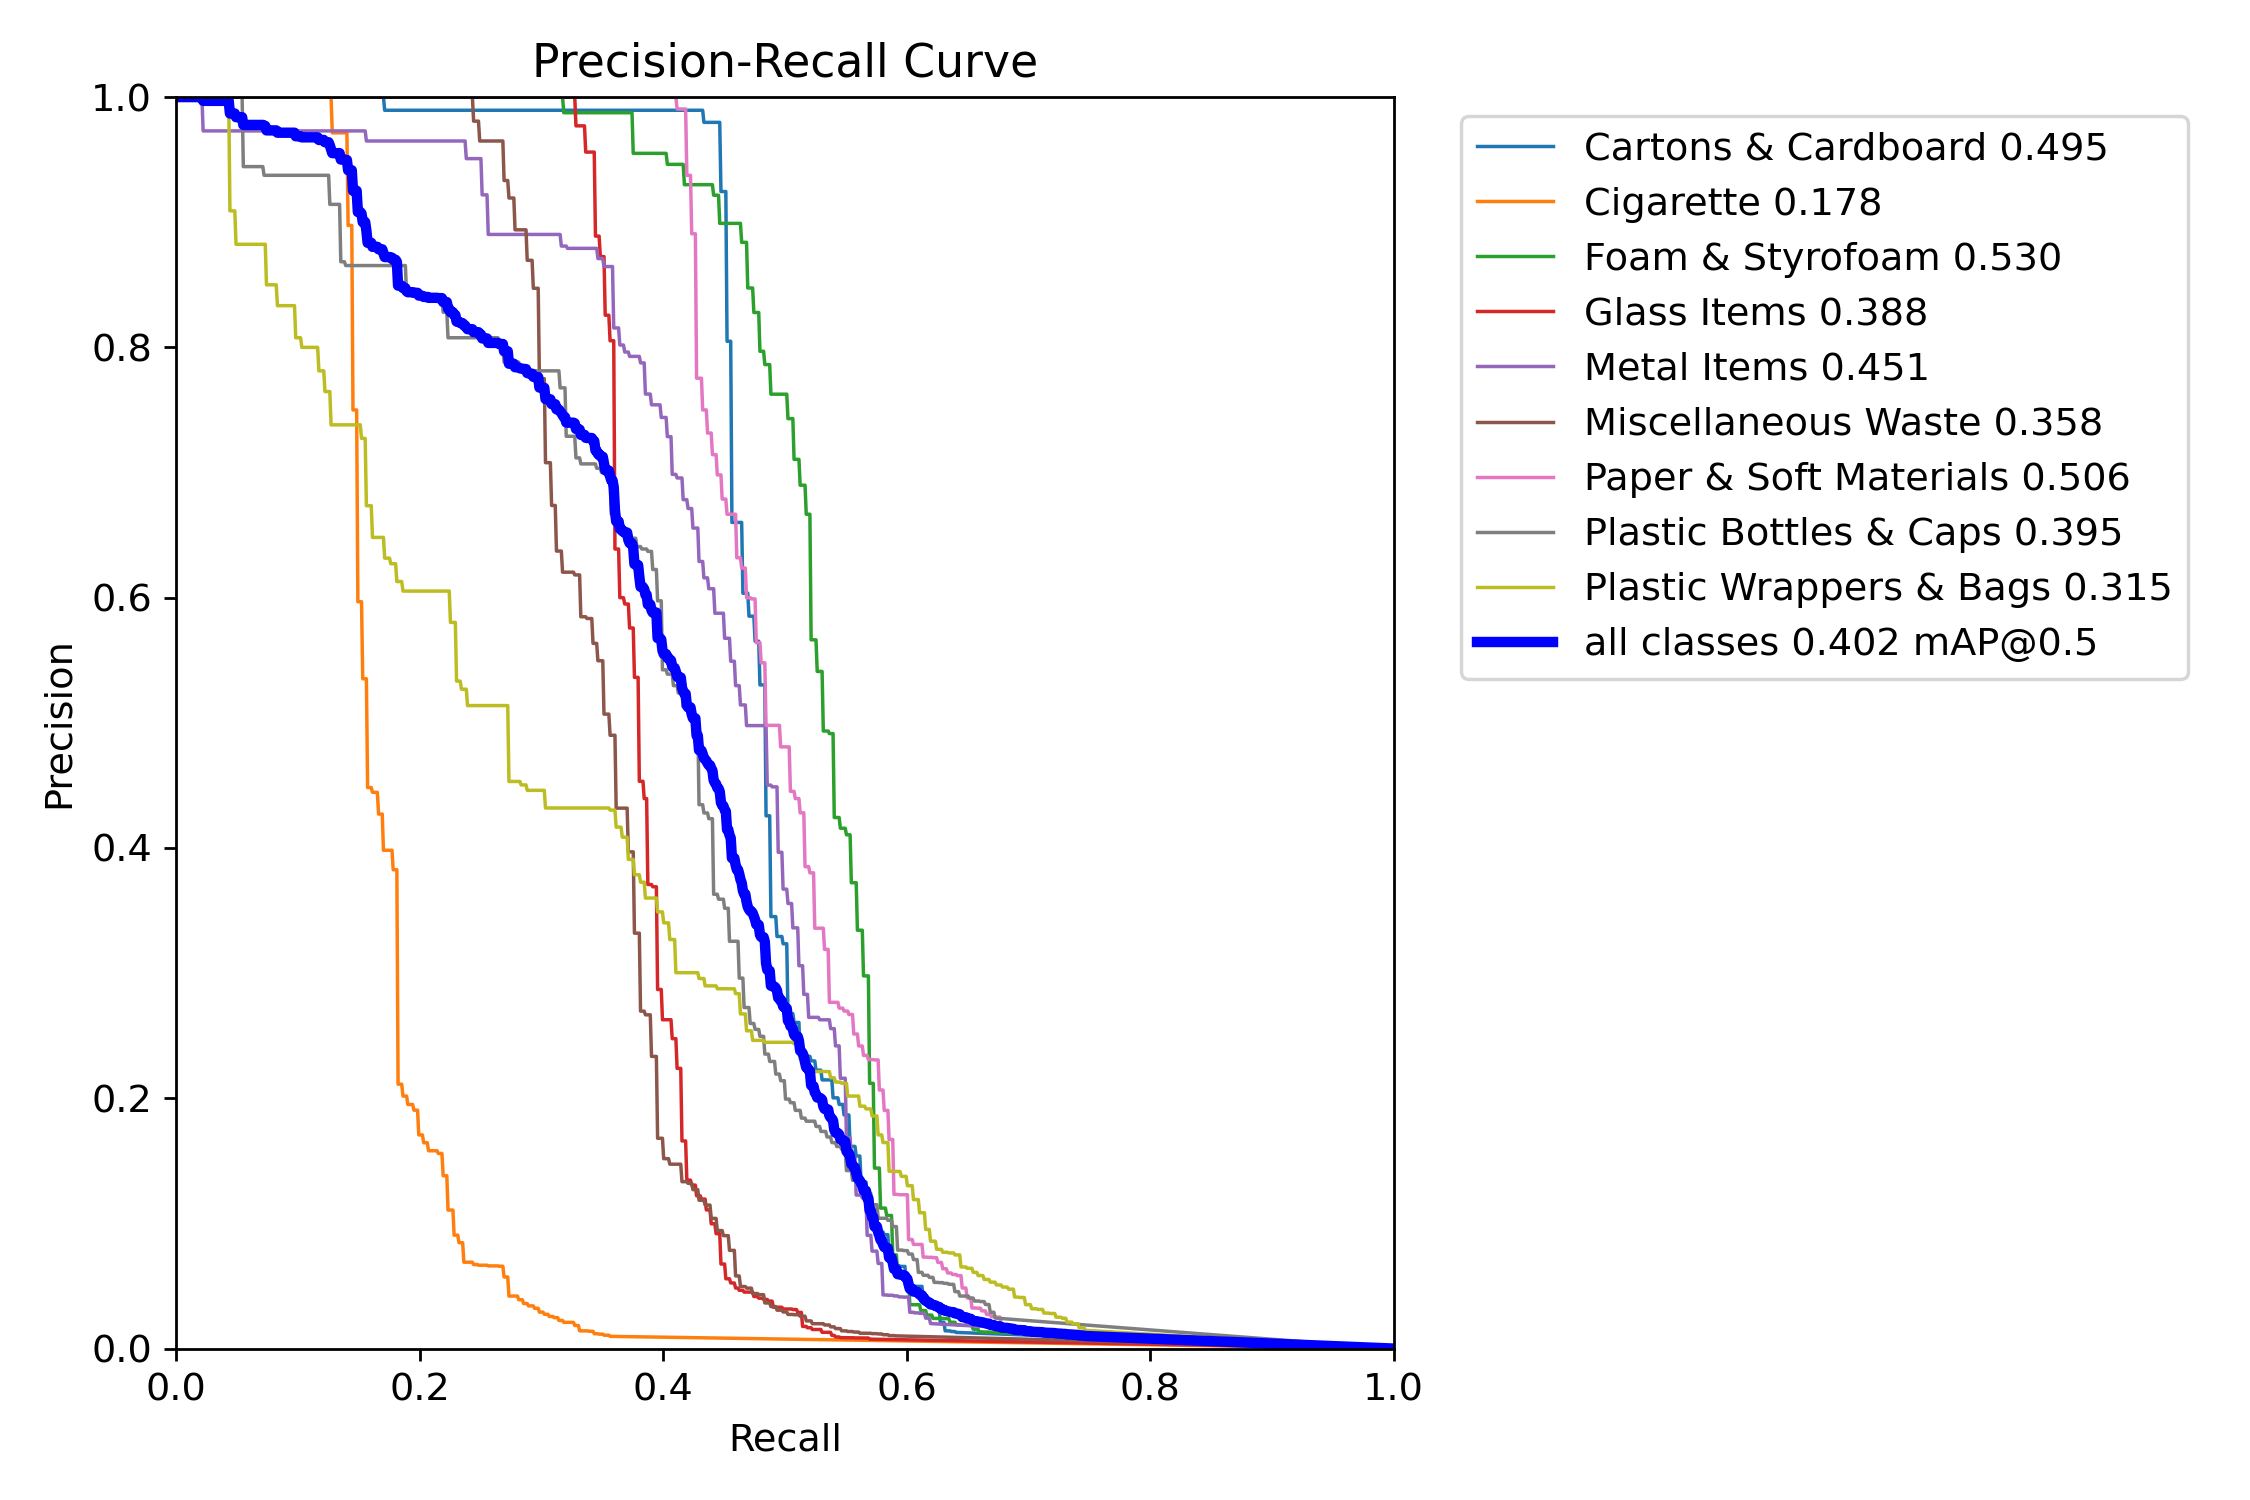 Precision-Recall Curve
1.0
0.8
0.6
0.4
0.2
0.0
Precision
0.0 0.2 0.4 0.6 0.8 1.0
Recall
Cartons & Cardboard 0.495
Cigarette 0.178
Foam & Styrofoam 0.530
Glass Items 0.388
Metal Items 0.451
Miscellaneous Waste 0.358
Paper & Soft Materials 0.506
Plastic Bottles & Caps 0.395
Plastic Wrappers & Bags 0.315
all classes 0.402 mAP@0.5